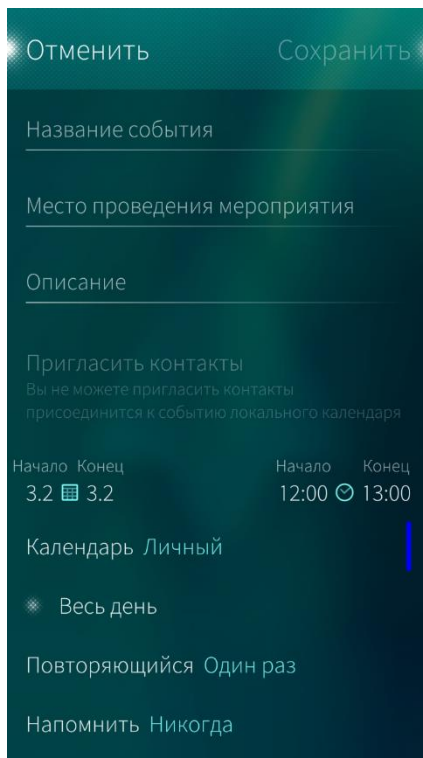 Отменить Сохранить
Название события
Место проведения мероприятия
Описание
Пригласить контакты
Вы не можете пригласить контакты
присоединится к событию локального календаря
Начало Конец Начало Конец
3.2 3.2 12:00 13:00
Календарь Личный
Весь день
Повторяющийся Один раз
Напомнить Никогда